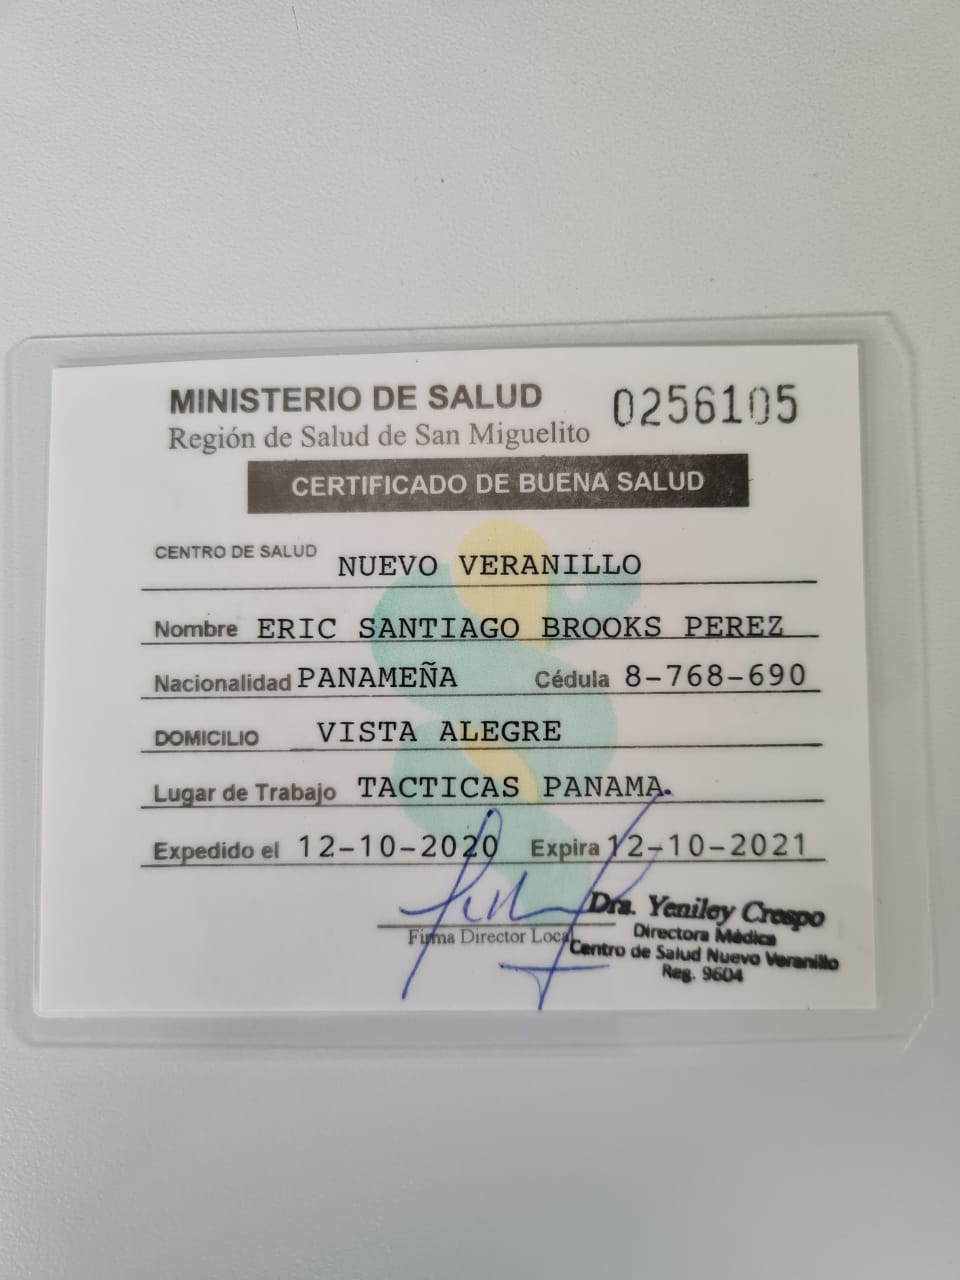 MINISTERIO DE SALUD 0256105
Región de Salud de San Miguelito
CERTIFICADO DE BUENA SALUD
CENTRO DE SALUD NUEVO VERANILLO
Nombre ERIC SANTIAGO BROOKS PEREZ
Nacionalidad PANAMEÑA Cédula 8-768-690
DOMICILIO VISTA ALEGRE
Lugar de Trabajo TACTICAS PANAMA.
Expedido el 12-10-2020 Expira 12-10-2021
Firma Director Local
Dra. Yeniley Crespo
Directora Médica
Centro de Salud Nuevo Veranillo
Reg. 9604